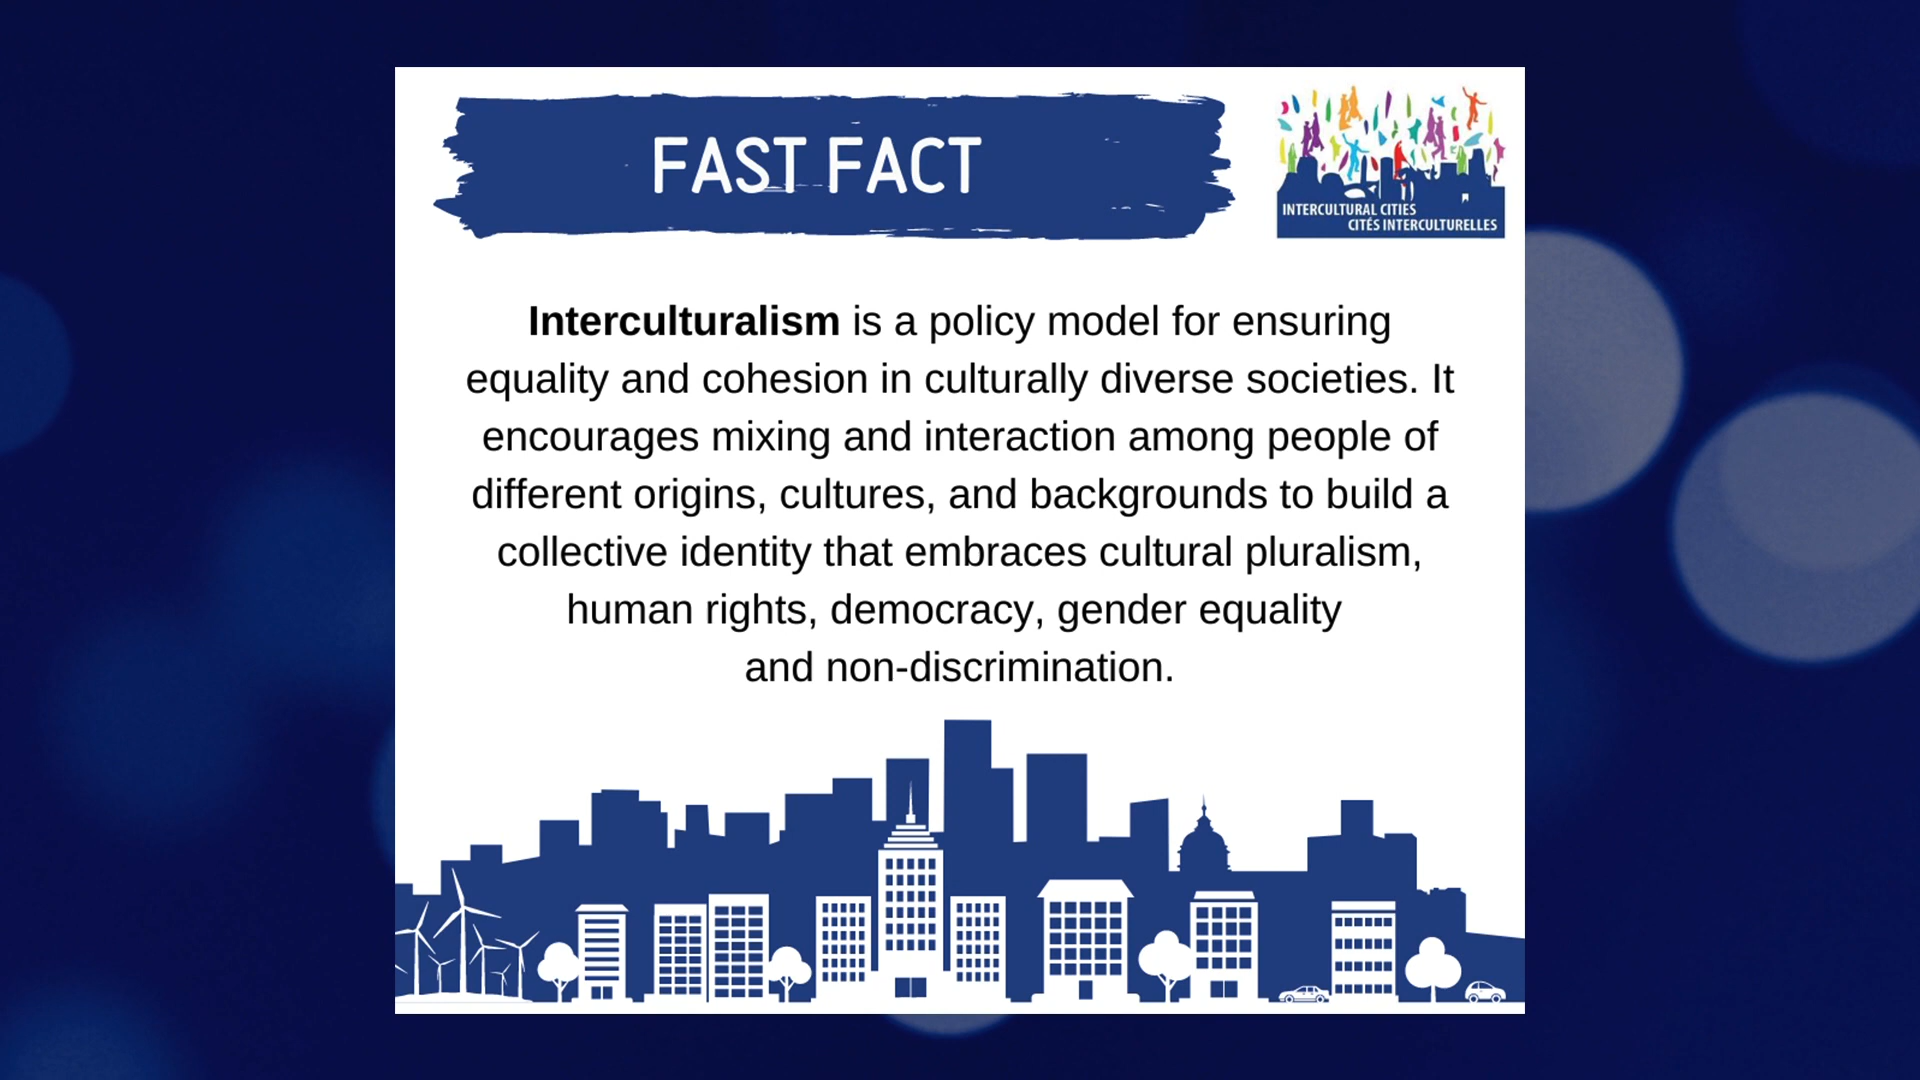 FAST FACT
INTERCULTURAL CITIES
CITÉS INTERCULTURELLES
Interculturalism is a policy model for ensuring
equality and cohesion in culturally diverse societies. It
encourages mixing and interaction among people of
different origins, cultures, and backgrounds to build a
collective identity that embraces cultural pluralism,
human rights, democracy, gender equality
and non-discrimination.